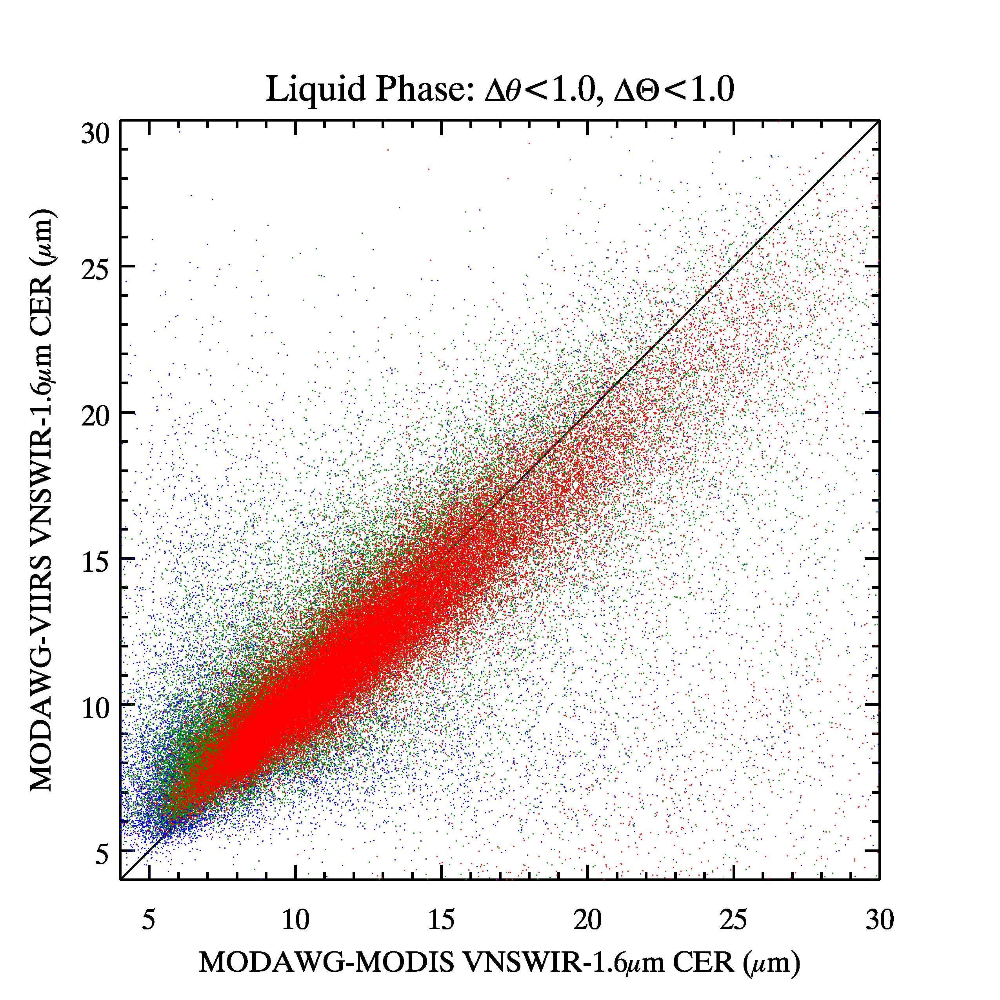 Liquid Phase: Δθ<1.0, ΔΘ<1.0
MODAWG-VIIRS VNSWIR-1.6μm CER (μm)
30
25
20
15
10
5
5 10 15 20 25 30
MODAWG-MODIS VNSWIR-1.6μm CER (μm)